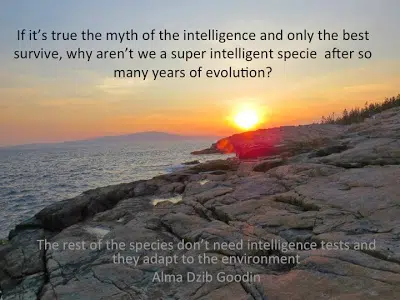 If it's true the myth of the intelligence and only the best
survive, why aren't we a super intelligent specie  after so
many years of evolution?
The rest of the species don't need intelligence tests and
they adapt to the environment
Alma Dzib Goodin